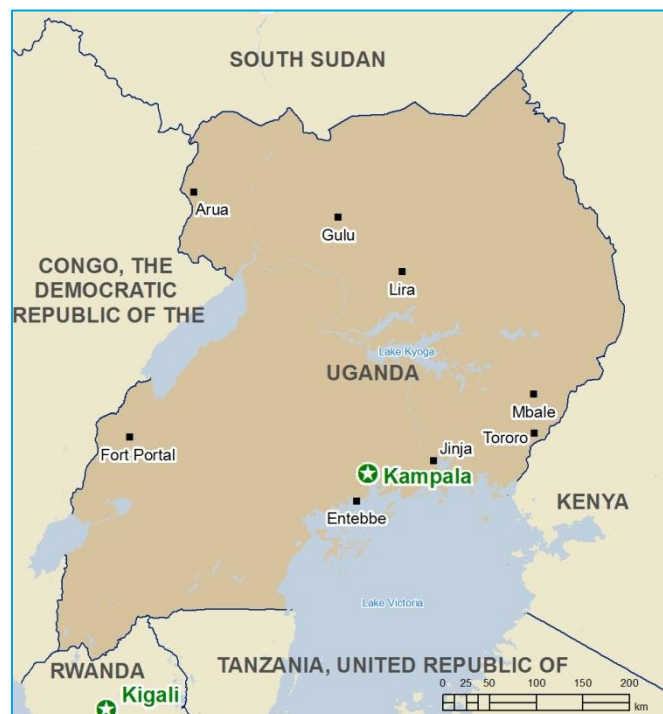 SOUTH SUDAN
Arua
Gulu
CONGO, THE
DEMOCRATIC
REPUBLIC OF THE
Lira
Lake Kyoga
UGANDA
Mbale
Tororo
Jinja
Fort Portal
Kampala
Entebbe
KENYA
Lake Victoria
RWANDA
TANZANIA, UNITED REPUBLIC OF
Kigali
0 25 50 100 150 200
km